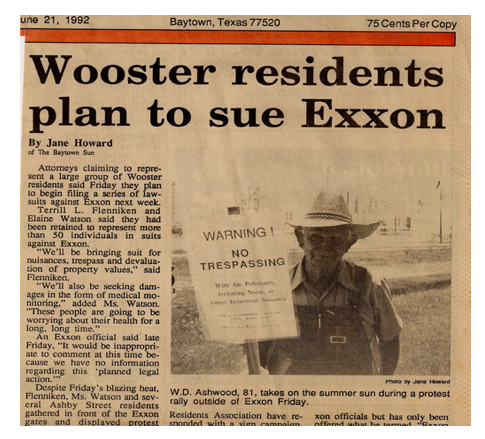 une 21, 1992
Baytown, Texas 77520
75 Cents Per Copy
Wooster residents
plan to sue Exxon
By Jane Howard
of The Baytown Sun
Attorneys claiming to repre-
sent a large group of Wooster
residents said Friday they plan
to begin filing a series of law-
suits against Exxon next week.
Terrill L. Flenniken and
Elaine Watson said they had
been retained to represent more
than 50 individuals in suits
against Exxon.
"We'll be bringing suit for
nuisances, trespass and devalua-
tion of property values," said
Flenniken.
"We'll also be seeking dam-
ages in the form of medical mo-
nitoring," added Ms. Watson.
"These people are going to be
worrying about their health for a
long, long time."
An Exxon official said late
Friday, "It would be inappropri-
ate to comment at this time be-
cause we have no information
regarding this 'planned legal
action.'"
Despite Friday's blazing heat,
Flenniken, Ms. Watson and sev-
eral Ashby Street residents
gathered in front of the Exxon
gates and displayed protest
WARNING !
NO
TRESPASSING
With Air Pollutants,
Irritating Noise, or
Other Industrial Nuisance
Photo by Jane Howard
W.D. Ashwood, 81, takes on the summer sun during a protest
rally outside of Exxon Friday.
Residents Association have re-
sponded with a sign campaign
xxon officials but has only been
offered what he termed "Exxon